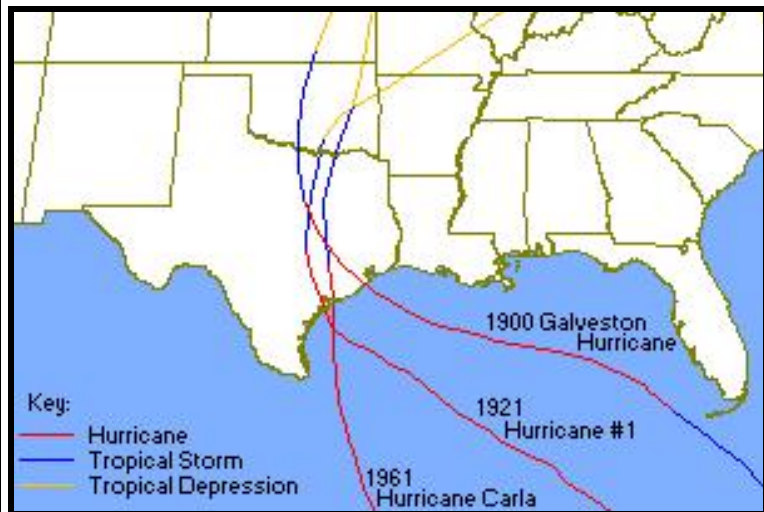 1900 Galveston
Hurricane
1921
Hurricane #1
1961
Hurricane Carla
Key:
Hurricane
Tropical Storm
Tropical Depression